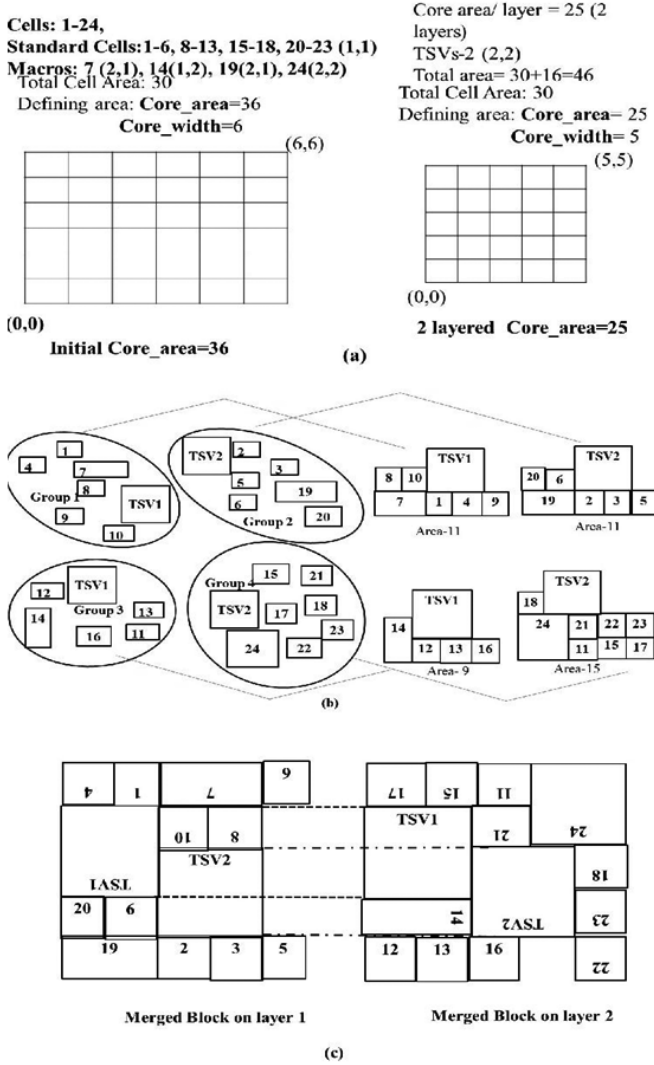 Cells: 1-24,
Standard Cells:1-6, 8-13, 15-18, 20-23 (1,1)
Macros: 7 (2,1), 14(1,2), 19(2,1), 24(2,2)
Total Cell Area: 30
Defining area: Core_area=36
Core_width=6
(6,6)
(0,0)
Initial Core_area=36
Core area/ layer = 25 (2
layers)
TSVs-2 (2,2)
Total area= 30+16=46
Total Cell Area: 30
Defining area: Core_area= 25
Core_width= 5
(5,5)
(0,0)
2 layered Core_area=25
(a)
1
4
7
8
Group 1
TSV1
9
10
TSV2
2
3
5
19
6
Group 2
20
TSV1
8 10
7 1 4 9
Area-11
TSV2
20 6
19 2 3 5
Area-11
12
TSV1
Group 3
14
13
16
11
Group 4
15
21
TSV2
17
18
23
24
22
TSV1
14
12 13 16
Area- 9
TSV2
18
24 21 22 23
11 15 17
Area-15
(b)
4 1 7 9
10 8
TSV2
TSV1
20 6
19 2 3 5
Merged Block on layer 1
17 15 11
TSV1
21 24
18
14
TSV2
23
12 13 16
22
Merged Block on layer 2
(c)